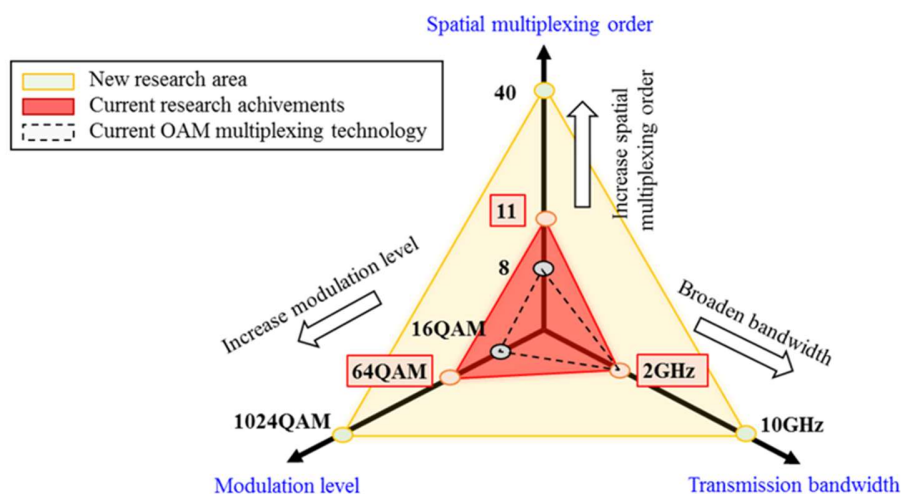 Spatial multiplexing order
New research area
Current research achivements
Current OAM multiplexing technology
40
Increase spatial
multiplexing order
11
8
Increase modulation level
Broaden bandwidth
16QAM
64QAM
2GHz
1024QAM
10GHz
Modulation level
Transmission bandwidth